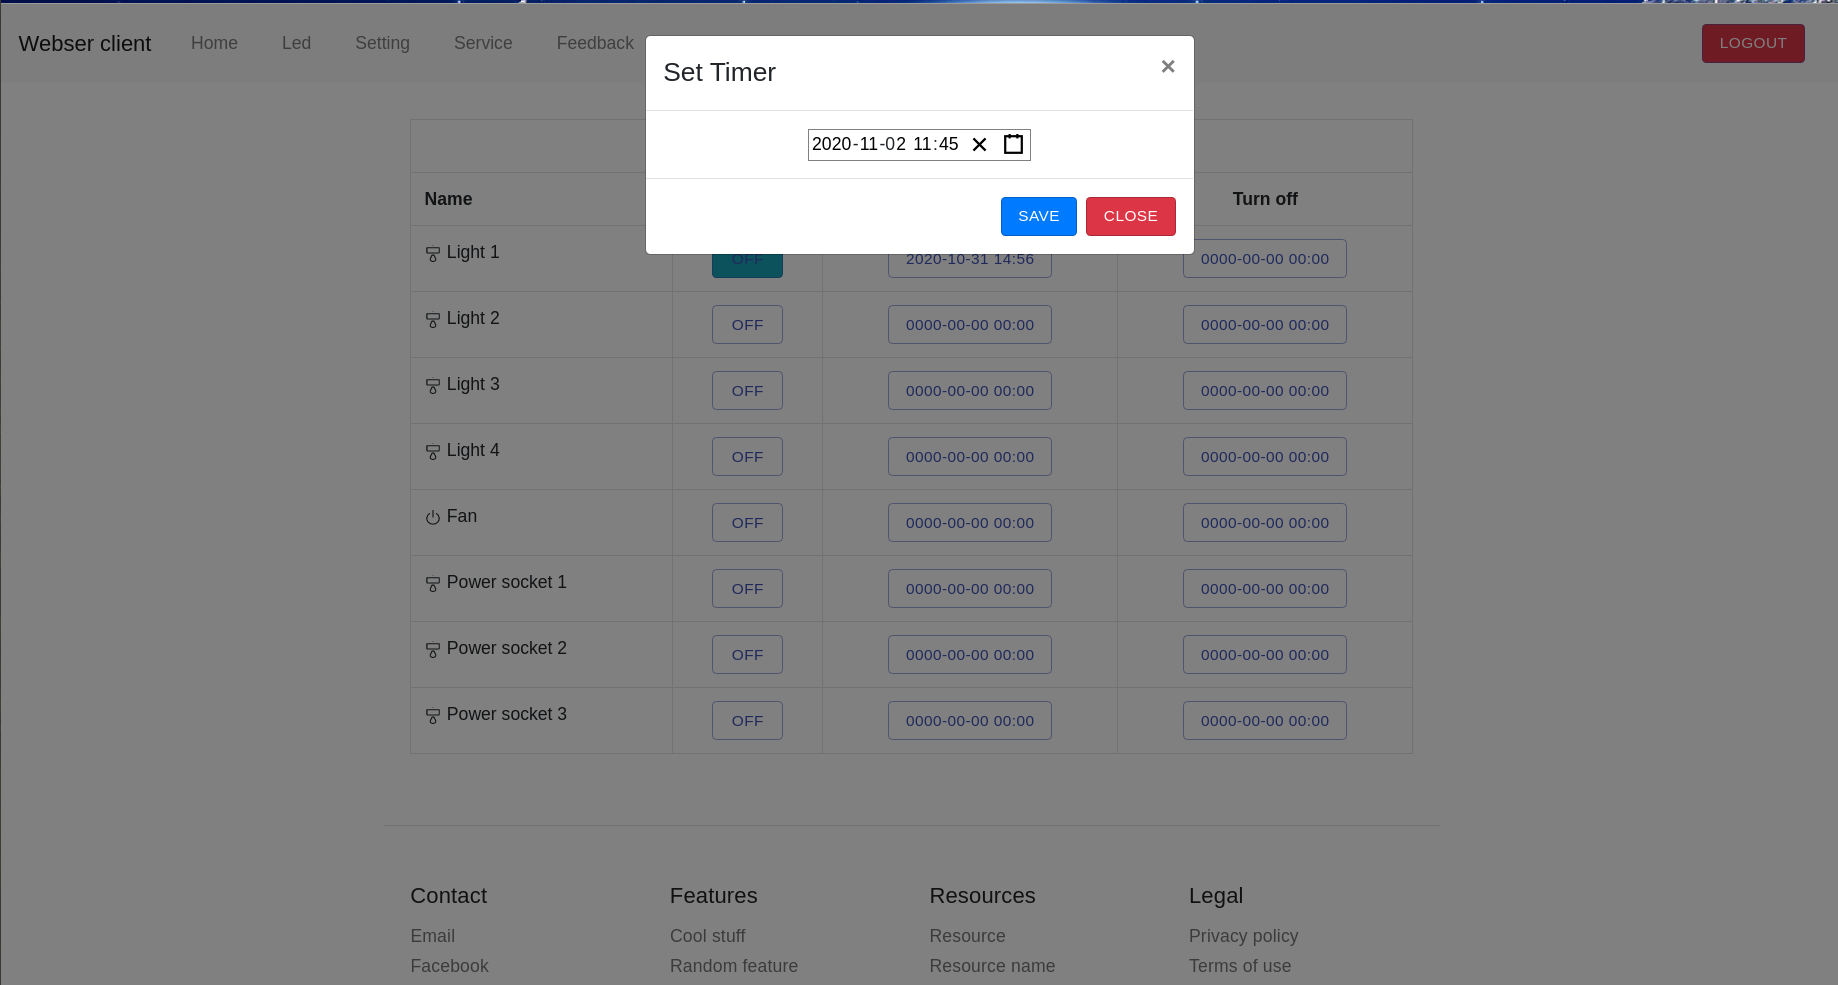 Webser client Home Led Setting Service Feedback LOGOUT
Set Timer ×
2020-11-02 11:45
SAVE CLOSE
Name Turn off
Light 1 OFF 2020-10-31 14:56 0000-00-00 00:00
Light 2 OFF 0000-00-00 00:00 0000-00-00 00:00
Light 3 OFF 0000-00-00 00:00 0000-00-00 00:00
Light 4 OFF 0000-00-00 00:00 0000-00-00 00:00
Fan OFF 0000-00-00 00:00 0000-00-00 00:00
Power socket 1 OFF 0000-00-00 00:00 0000-00-00 00:00
Power socket 2 OFF 0000-00-00 00:00 0000-00-00 00:00
Power socket 3 OFF 0000-00-00 00:00 0000-00-00 00:00
Contact Features Resources Legal
Email Cool stuff Resource Privacy policy
Facebook Random feature Resource name Terms of use